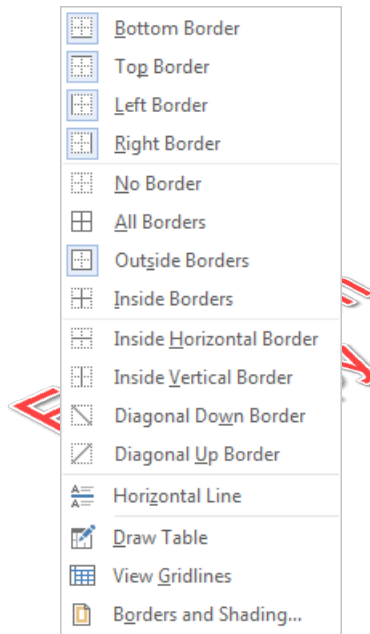 Bottom Border
Top Border
Left Border
Right Border
No Border
All Borders
Outside Borders
Inside Borders
Inside Horizontal Border
Inside Vertical Border
Diagonal Down Border
Diagonal Up Border
Horizontal Line
Draw Table
View Gridlines
Borders and Shading...